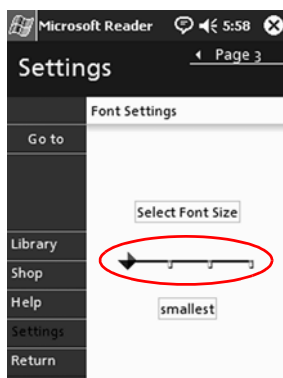 Microsoft Reader 5:58
Settings
Page 3
Font Settings
Go to
Select Font Size
Library
Shop
Help
smallest
Settings
Return